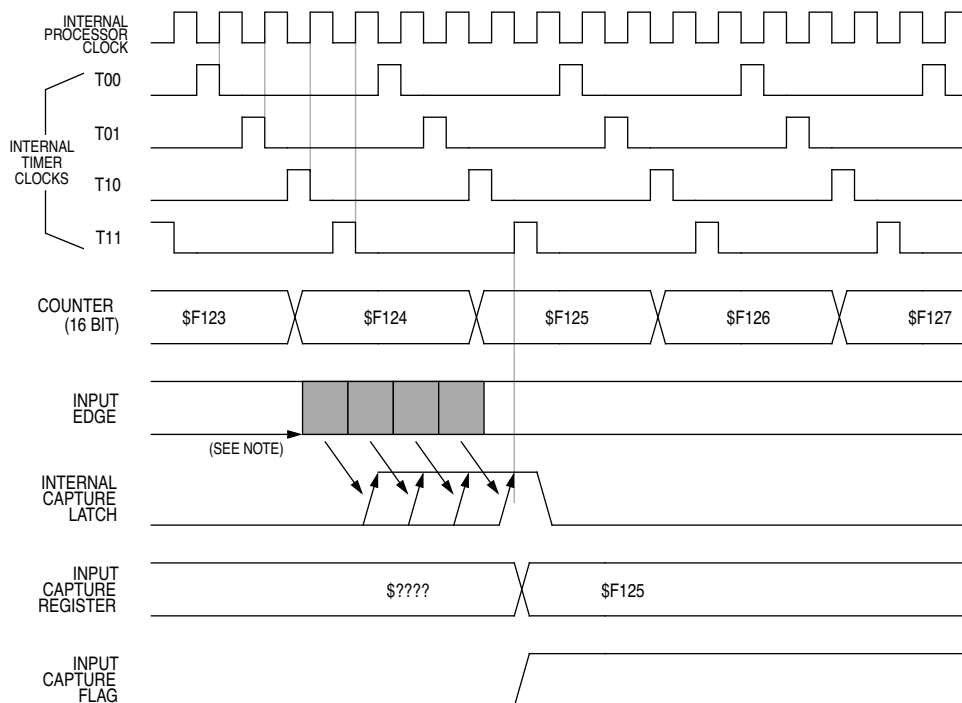 INTERNAL
PROCESSOR
CLOCK
T00
T01
INTERNAL
TIMER
CLOCKS
T10
T11
COUNTER
(16 BIT)
$F123
$F124
$F125
$F126
$F127
INPUT
EDGE
(SEE NOTE)
INTERNAL
CAPTURE
LATCH
INPUT
CAPTURE
REGISTER
$????
$F125
INPUT
CAPTURE
FLAG